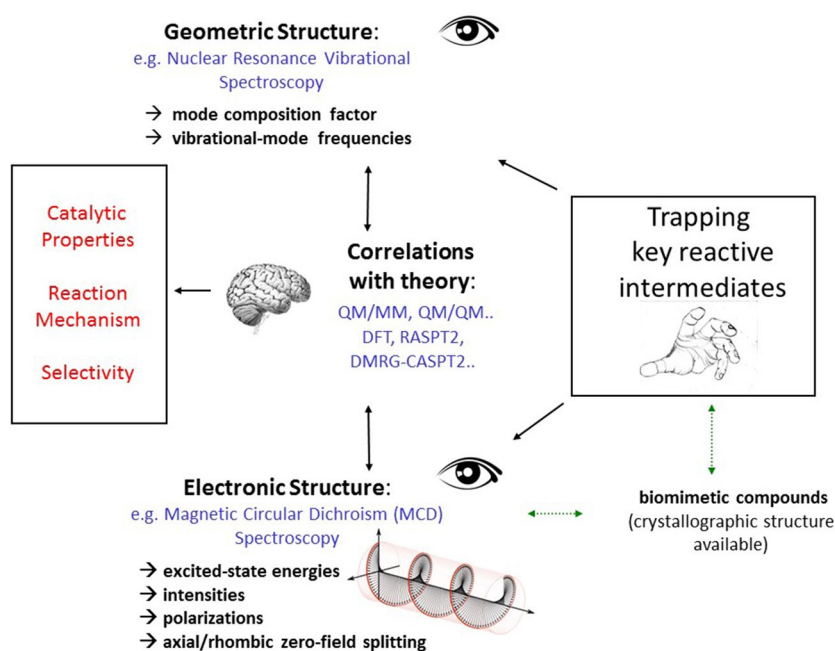 Geometric Structure:
e.g. Nuclear Resonance Vibrational
Spectroscopy
→ mode composition factor
→ vibrational-mode frequencies
Catalytic
Properties
Reaction
Mechanism
Selectivity
Correlations
with theory:
QM/MM, QM/QM..
DFT, RASPT2,
DMRG-CASPT2..
Trapping
key reactive
intermediates
Electronic Structure:
e.g. Magnetic Circular Dichroism (MCD)
Spectroscopy
→ excited-state energies
→ intensities
→ polarizations
→ axial/rhombic zero-field splitting
biomimetic compounds
(crystallographic structure
available)